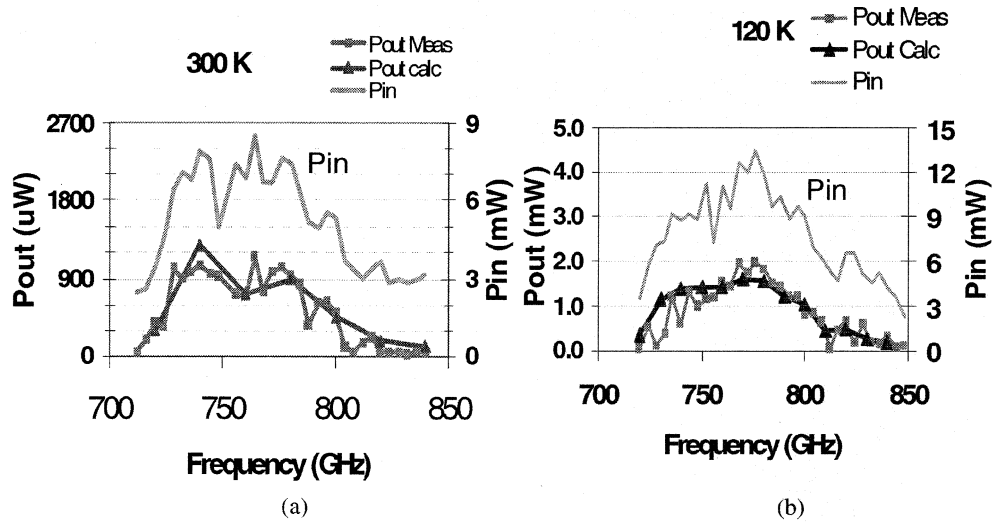 300 K
Pout Meas
Pout calc
Pin
2700
1800
900
0
Pout (uW)
9
6
3
0
Pin (mW)
Pin
700
750
800
850
Frequency (GHz)
(a)
120 K
Pout Meas
Pout Calc
Pin
5.0
4.0
3.0
2.0
1.0
0.0
Pout (mW)
15
12
9
6
3
0
Pin (mW)
Pin
700
750
800
850
Frequency (GHz)
(b)